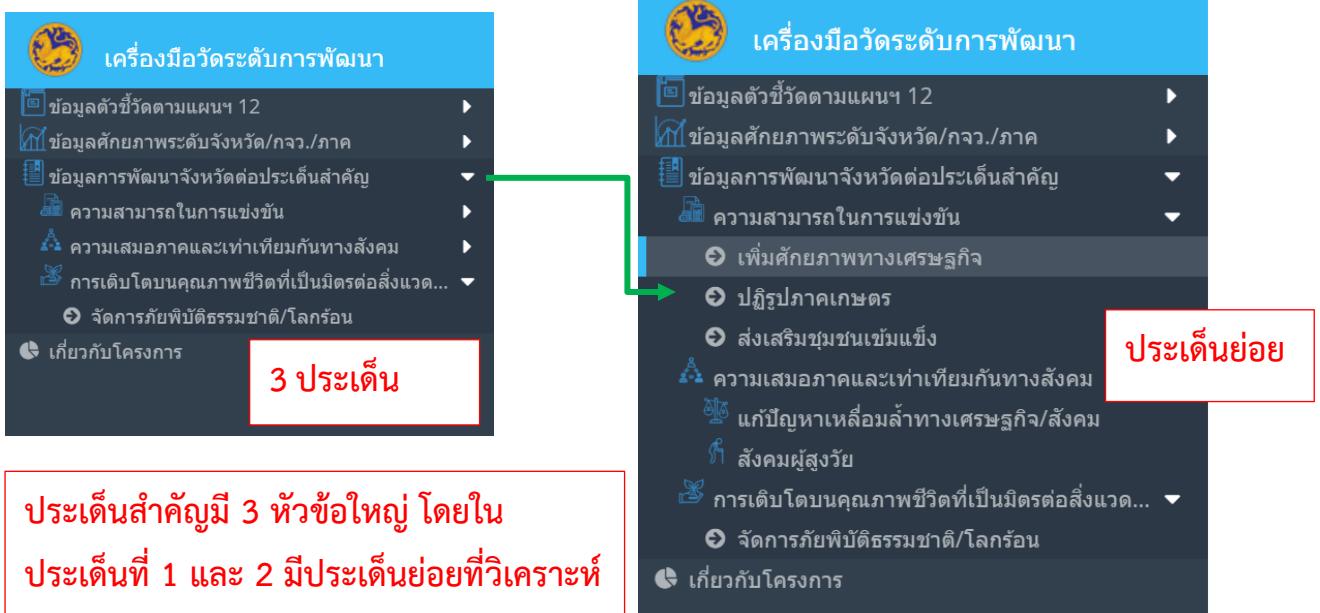 เครื่องมือวัดระดับการพัฒนา
ข้อมูลตัวชี้วัดตามแผนฯ 12
ข้อมูลศักยภาพระดับจังหวัด/กจว./ภาค
ข้อมูลการพัฒนาจังหวัดต่อประเด็นสำคัญ
ความสามารถในการแข่งขัน
ความเสมอภาคและเท่าเทียมกันทางสังคม
การเติบโตบนคุณภาพชีวิตที่เป็นมิตรต่อสิ่งแวด...
จัดการภัยพิบัติธรรมชาติ/โลกร้อน
เกี่ยวกับโครงการ
3 ประเด็น
ประเด็นสำคัญมี 3 หัวข้อใหญ่ โดยใน
ประเด็นที่ 1 และ 2 มีประเด็นย่อยที่วิเคราะห์
เครื่องมือวัดระดับการพัฒนา
ข้อมูลตัวชี้วัดตามแผนฯ 12
ข้อมูลศักยภาพระดับจังหวัด/กจว./ภาค
ข้อมูลการพัฒนาจังหวัดต่อประเด็นสำคัญ
ความสามารถในการแข่งขัน
เพิ่มศักยภาพทางเศรษฐกิจ
ปฏิรูปภาคเกษตร
ส่งเสริมชุมชนเข้มแข็ง
ความเสมอภาคและเท่าเทียมกันทางสังคม
แก้ปัญหาเหลื่อมล้ำทางเศรษฐกิจ/สังคม
สังคมผู้สูงวัย
การเติบโตบนคุณภาพชีวิตที่เป็นมิตรต่อสิ่งแวด...
จัดการภัยพิบัติธรรมชาติ/โลกร้อน
เกี่ยวกับโครงการ
ประเด็นย่อย